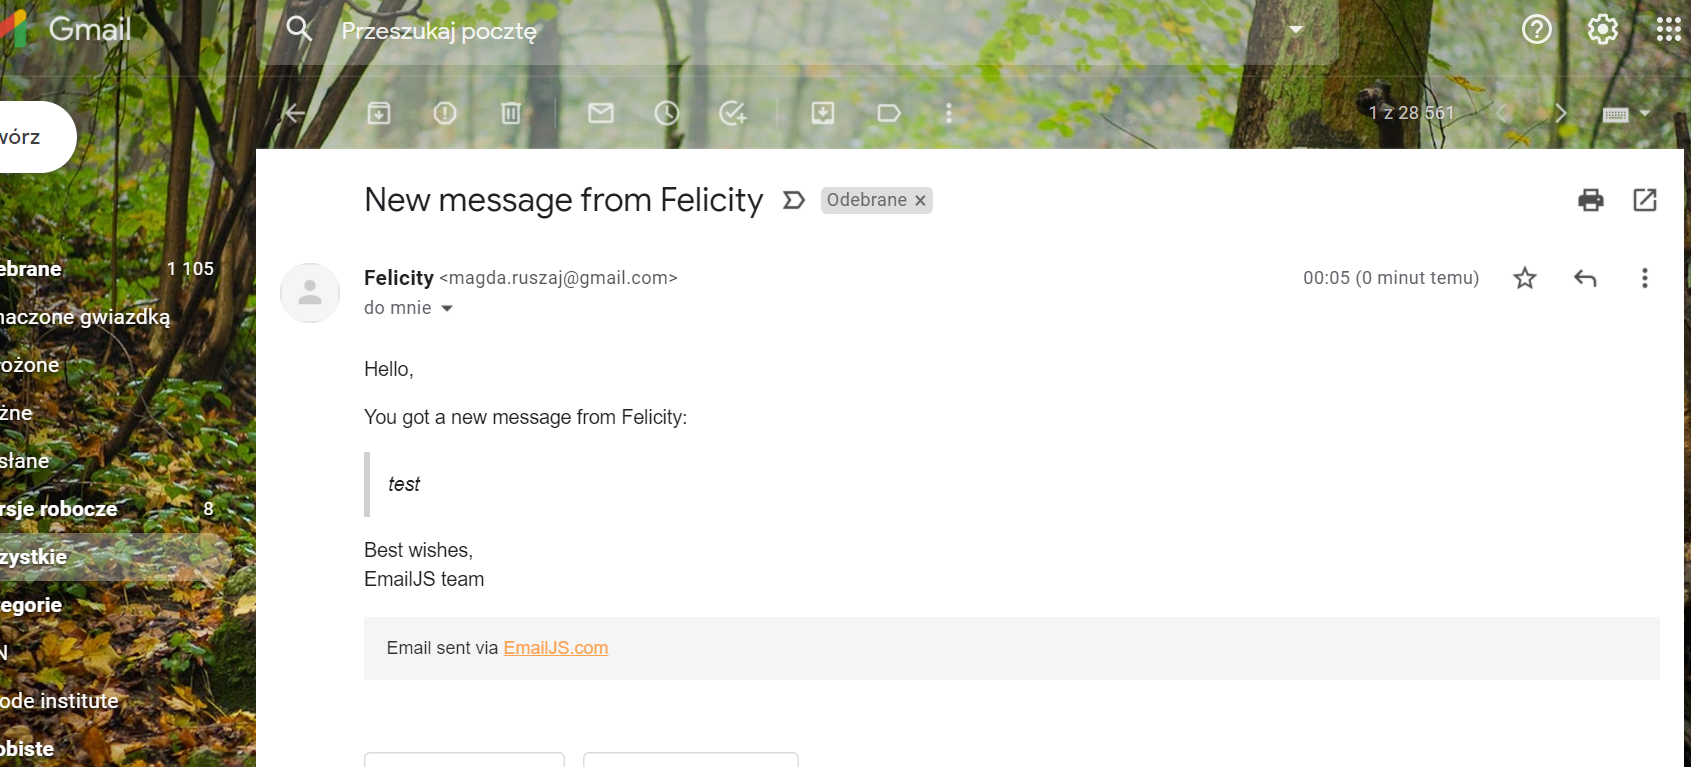 Gmail
Przeszukaj pocztę
1 z 28 561
wórz
New message from Felicity
Odebrane ×
ebrane 1 105
Felicity <magda.ruszaj@gmail.com>
00:05 (0 minut temu)
do mnie
naczone gwiazdką
ożone
żne
słane
rsje robocze 8
zystkie
egorie
N
ode institute
obiste
Hello,
You got a new message from Felicity:
test
Best wishes,
EmailJS team
Email sent via EmailJS.com